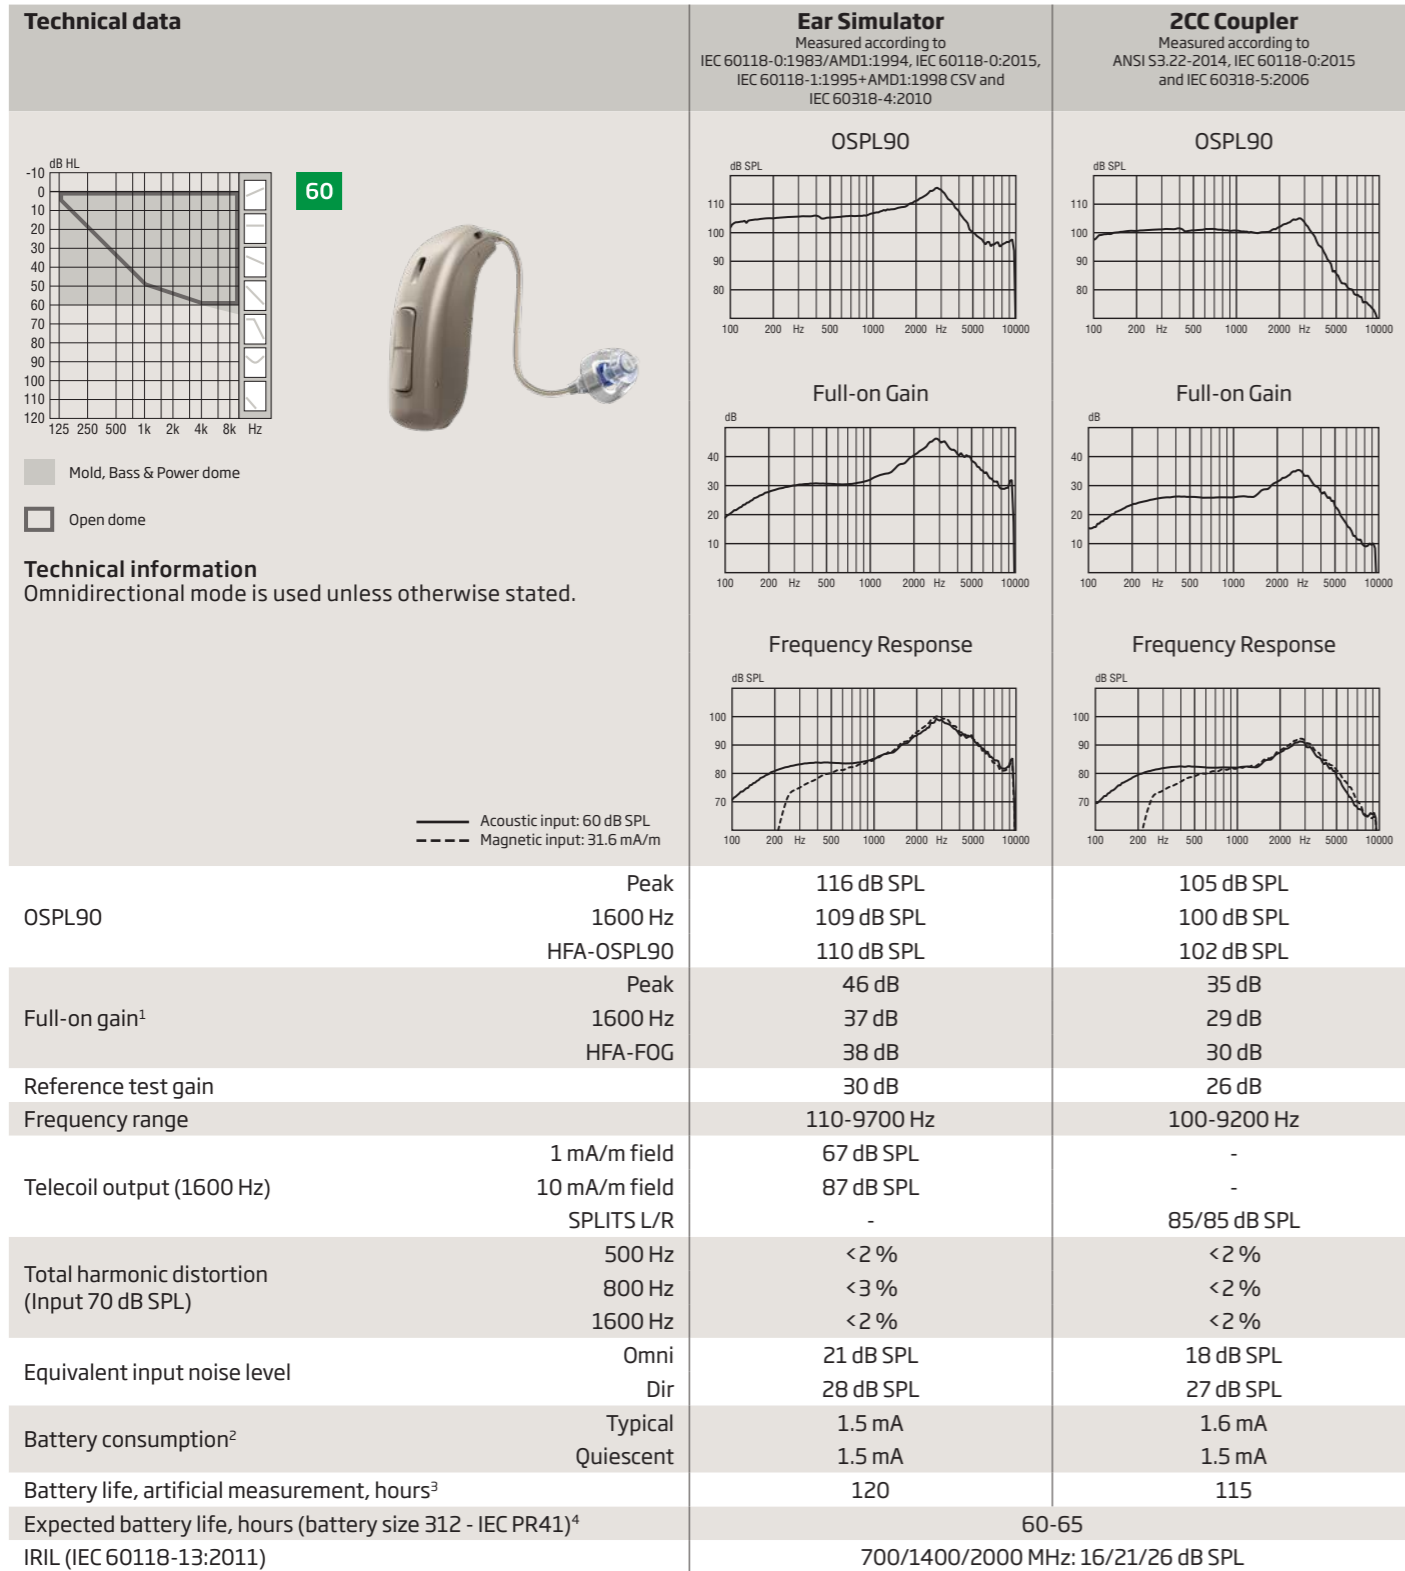 Technical data
Ear Simulator
Measured according to
IEC 60118-0:1983/AMD1:1994, IEC 60118-0:2015,
IEC 60118-1:1995+AMD1:1998 CSV and
IEC 60318-4:2010
2CC Coupler
Measured according to
ANSI S3.22-2014, IEC 60118-0:2015
and IEC 60318-5:2006
dB HL
-10
0
10
20
30
40
50
60
70
80
90
100
110
120
125 250 500 1k 2k 4k 8k Hz
60
Mold, Bass & Power dome
Open dome
Technical information
Omnidirectional mode is used unless otherwise stated.
OSPL90
dB SPL
110
100
90
80
100 200 Hz 500 1000 2000 Hz 5000 10000
OSPL90
dB SPL
110
100
90
80
100 200 Hz 500 1000 2000 Hz 5000 10000
Full-on Gain
dB
40
30
20
10
100 200 Hz 500 1000 2000 Hz 5000 10000
Full-on Gain
dB
40
30
20
10
100 200 Hz 500 1000 2000 Hz 5000 10000
Frequency Response
dB SPL
100
90
80
70
100 200 Hz 500 1000 2000 Hz 5000 10000
Frequency Response
dB SPL
100
90
80
70
100 200 Hz 500 1000 2000 Hz 5000 10000
Acoustic input: 60 dB SPL
Magnetic input: 31.6 mA/m
OSPL90
Peak 116 dB SPL 105 dB SPL
1600 Hz 109 dB SPL 100 dB SPL
HFA-OSPL90 110 dB SPL 102 dB SPL
Full-on gain¹
Peak 46 dB 35 dB
1600 Hz 37 dB 29 dB
HFA-FOG 38 dB 30 dB
Reference test gain 30 dB 26 dB
Frequency range 110-9700 Hz 100-9200 Hz
Telecoil output (1600 Hz)
1 mA/m field 67 dB SPL -
10 mA/m field 87 dB SPL -
SPLITS L/R - 85/85 dB SPL
Total harmonic distortion
(Input 70 dB SPL)
500 Hz <2 % <2 %
800 Hz <3 % <2 %
1600 Hz <2 % <2 %
Equivalent input noise level
Omni 21 dB SPL 18 dB SPL
Dir 28 dB SPL 27 dB SPL
Battery consumption²
Typical 1.5 mA 1.6 mA
Quiescent 1.5 mA 1.5 mA
Battery life, artificial measurement, hours³ 120 115
Expected battery life, hours (battery size 312 - IEC PR41)⁴ 60-65
IRIL (IEC 60118-13:2011) 700/1400/2000 MHz: 16/21/26 dB SPL